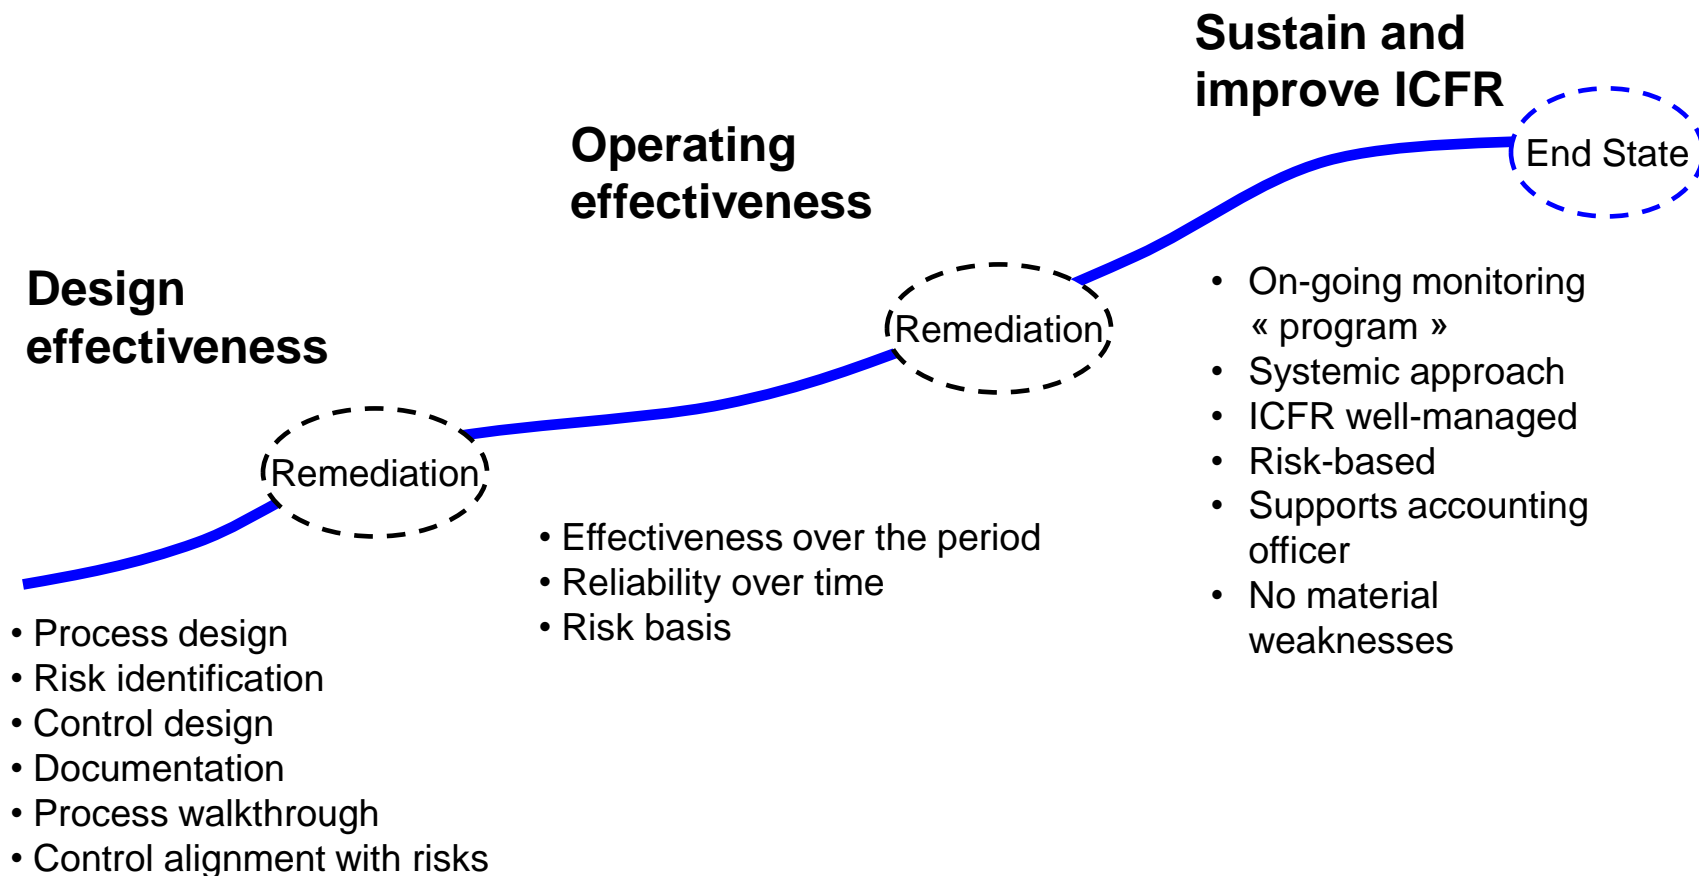 Design
effectiveness
Remediation
• Process design
• Risk identification
• Control design
• Documentation
• Process walkthrough
• Control alignment with risks
Operating
effectiveness
Remediation
• Effectiveness over the period
• Reliability over time
• Risk basis
Sustain and
improve ICFR
End State
• On-going monitoring
« program »
• Systemic approach
• ICFR well-managed
• Risk-based
• Supports accounting
officer
• No material
weaknesses